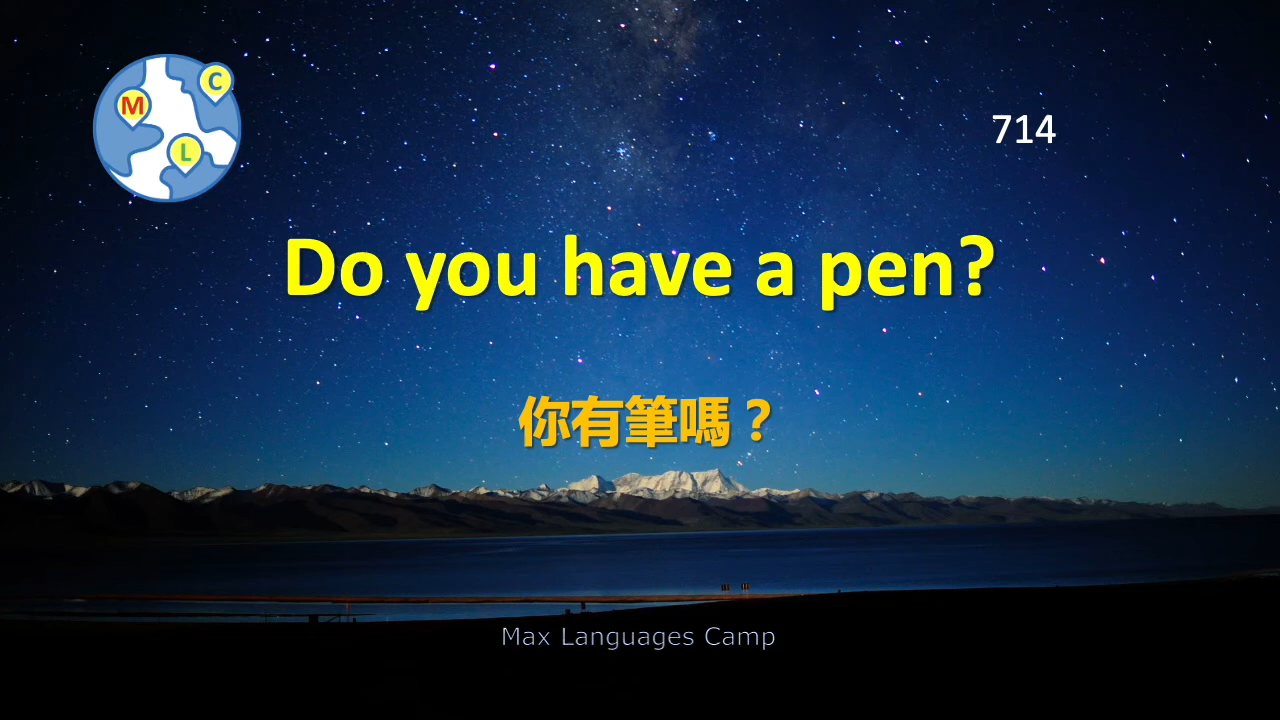 C
M
L
714
Do you have a pen?
你有筆嗎？
Max Languages Camp